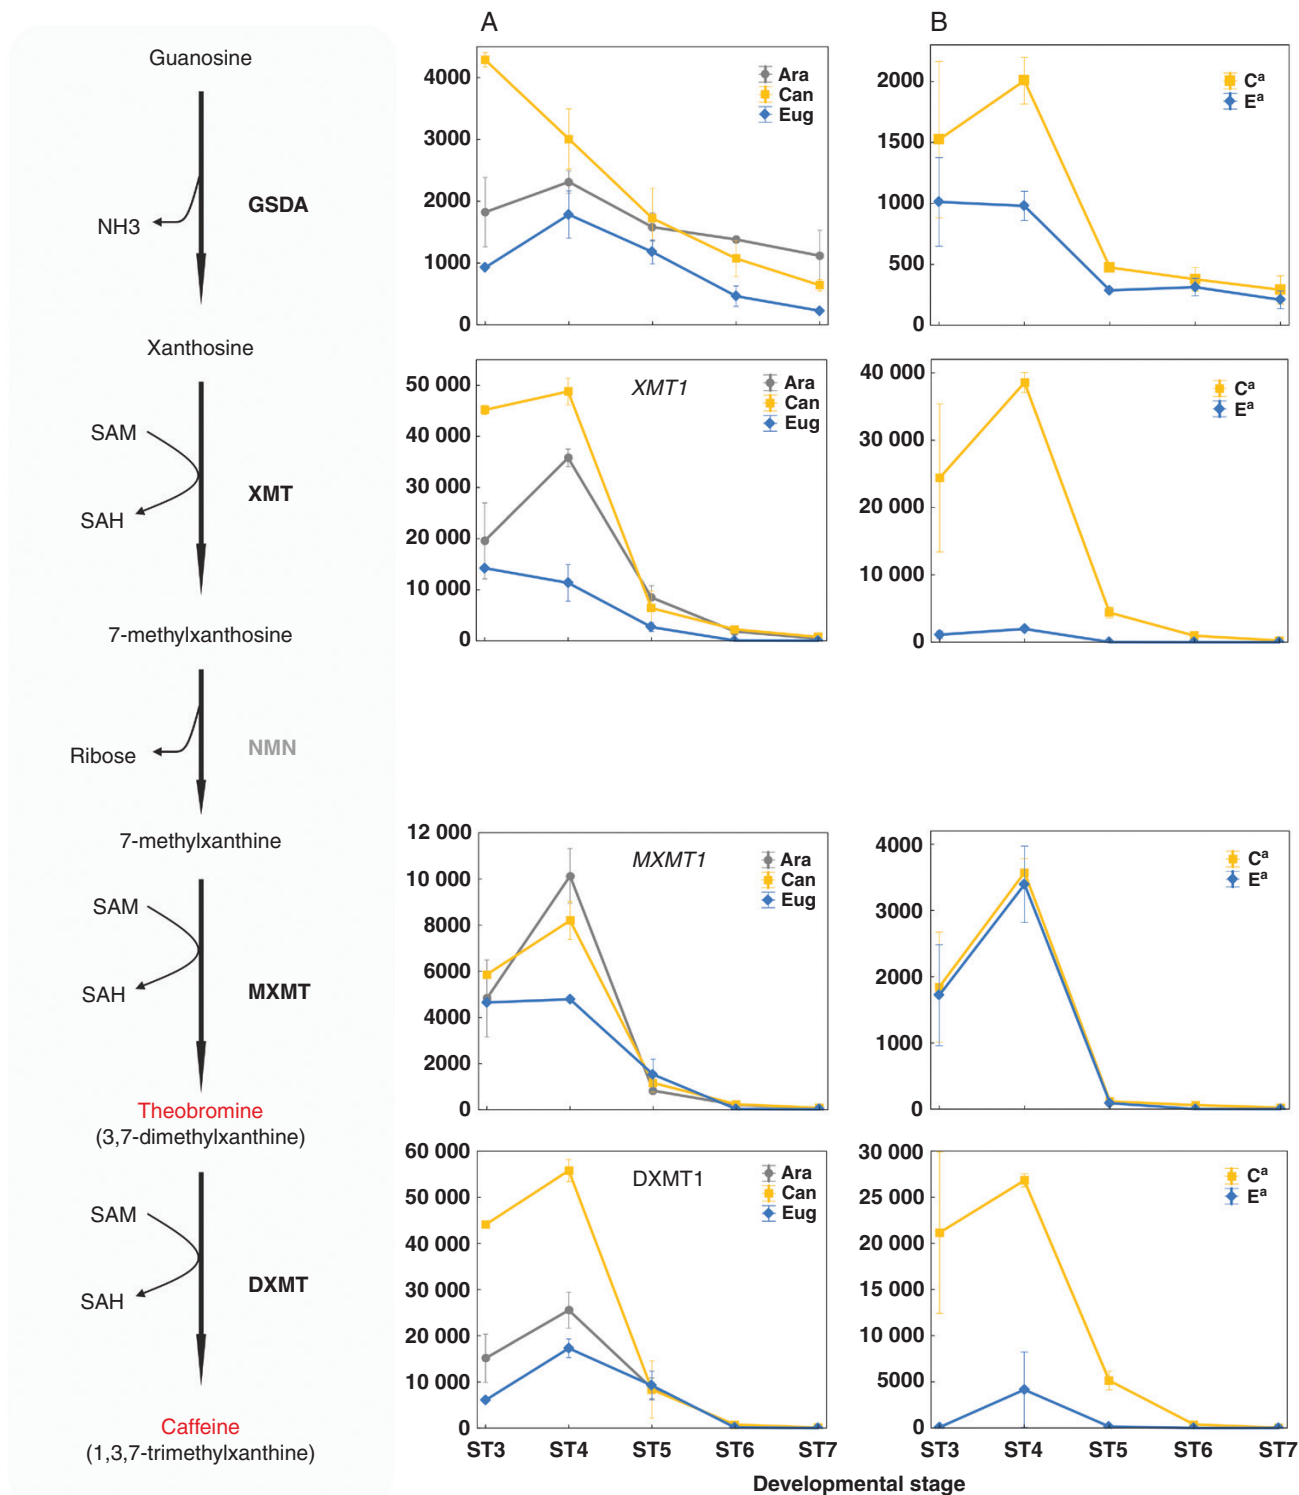 A
B
Guanosine
NH3
GSDA
Xanthosine
SAM
SAH
XMT
7-methylxanthosine
Ribose
NMN
7-methylxanthine
SAM
SAH
MXMT
Theobromine
(3,7-dimethylxanthine)
SAM
SAH
DXMT
Caffeine
(1,3,7-trimethylxanthine)
4000
3000
2000
1000
0
Ara
Can
Eug
2000
1500
1000
500
0
Cᵃ
Eᵃ
50 000
40 000
30 000
20 000
10 000
0
XMT1
Ara
Can
Eug
40 000
30 000
20 000
10 000
0
Cᵃ
Eᵃ
12 000
10 000
8000
6000
4000
2000
0
MXMT1
Ara
Can
Eug
4000
3000
2000
1000
0
Cᵃ
Eᵃ
60 000
50 000
40 000
30 000
20 000
10 000
0
DXMT1
Ara
Can
Eug
ST3 ST4 ST5 ST6 ST7
30 000
25 000
20 000
15 000
10 000
5000
0
Cᵃ
Eᵃ
ST3 ST4 ST5 ST6 ST7
Developmental stage